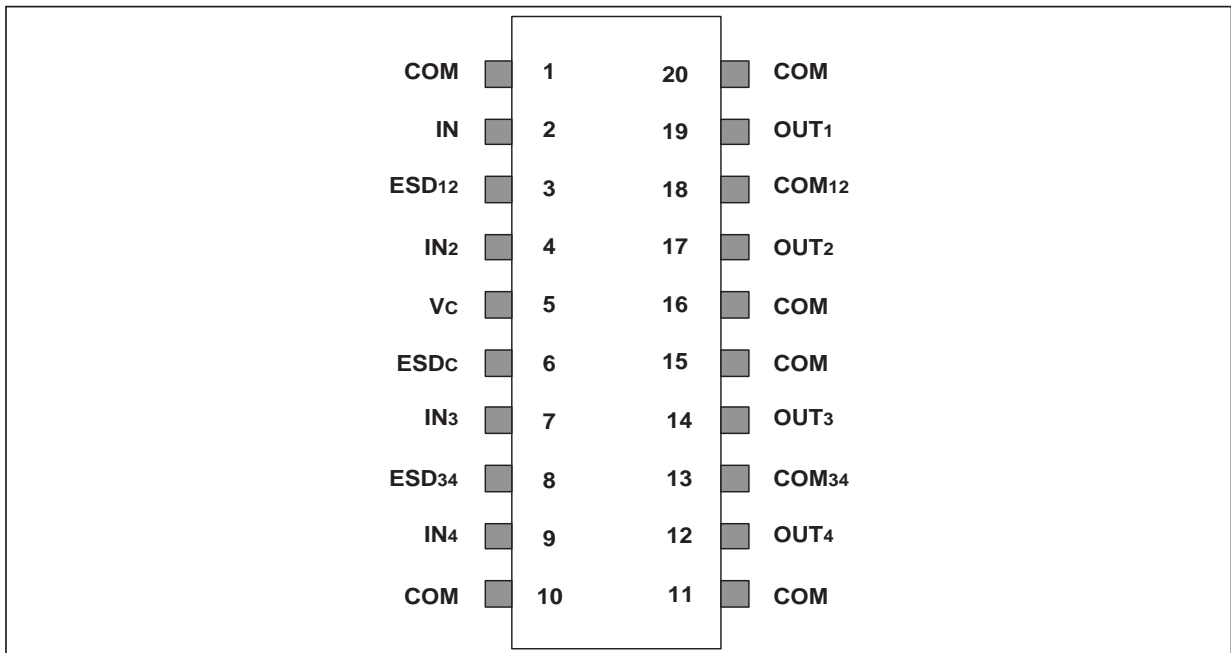 COM 1 20 COM
IN 2 19 OUT1
ESD12 3 18 COM12
IN2 4 17 OUT2
VC 5 16 COM
ESDC 6 15 COM
IN3 7 14 OUT3
ESD34 8 13 COM34
IN4 9 12 OUT4
COM 10 11 COM